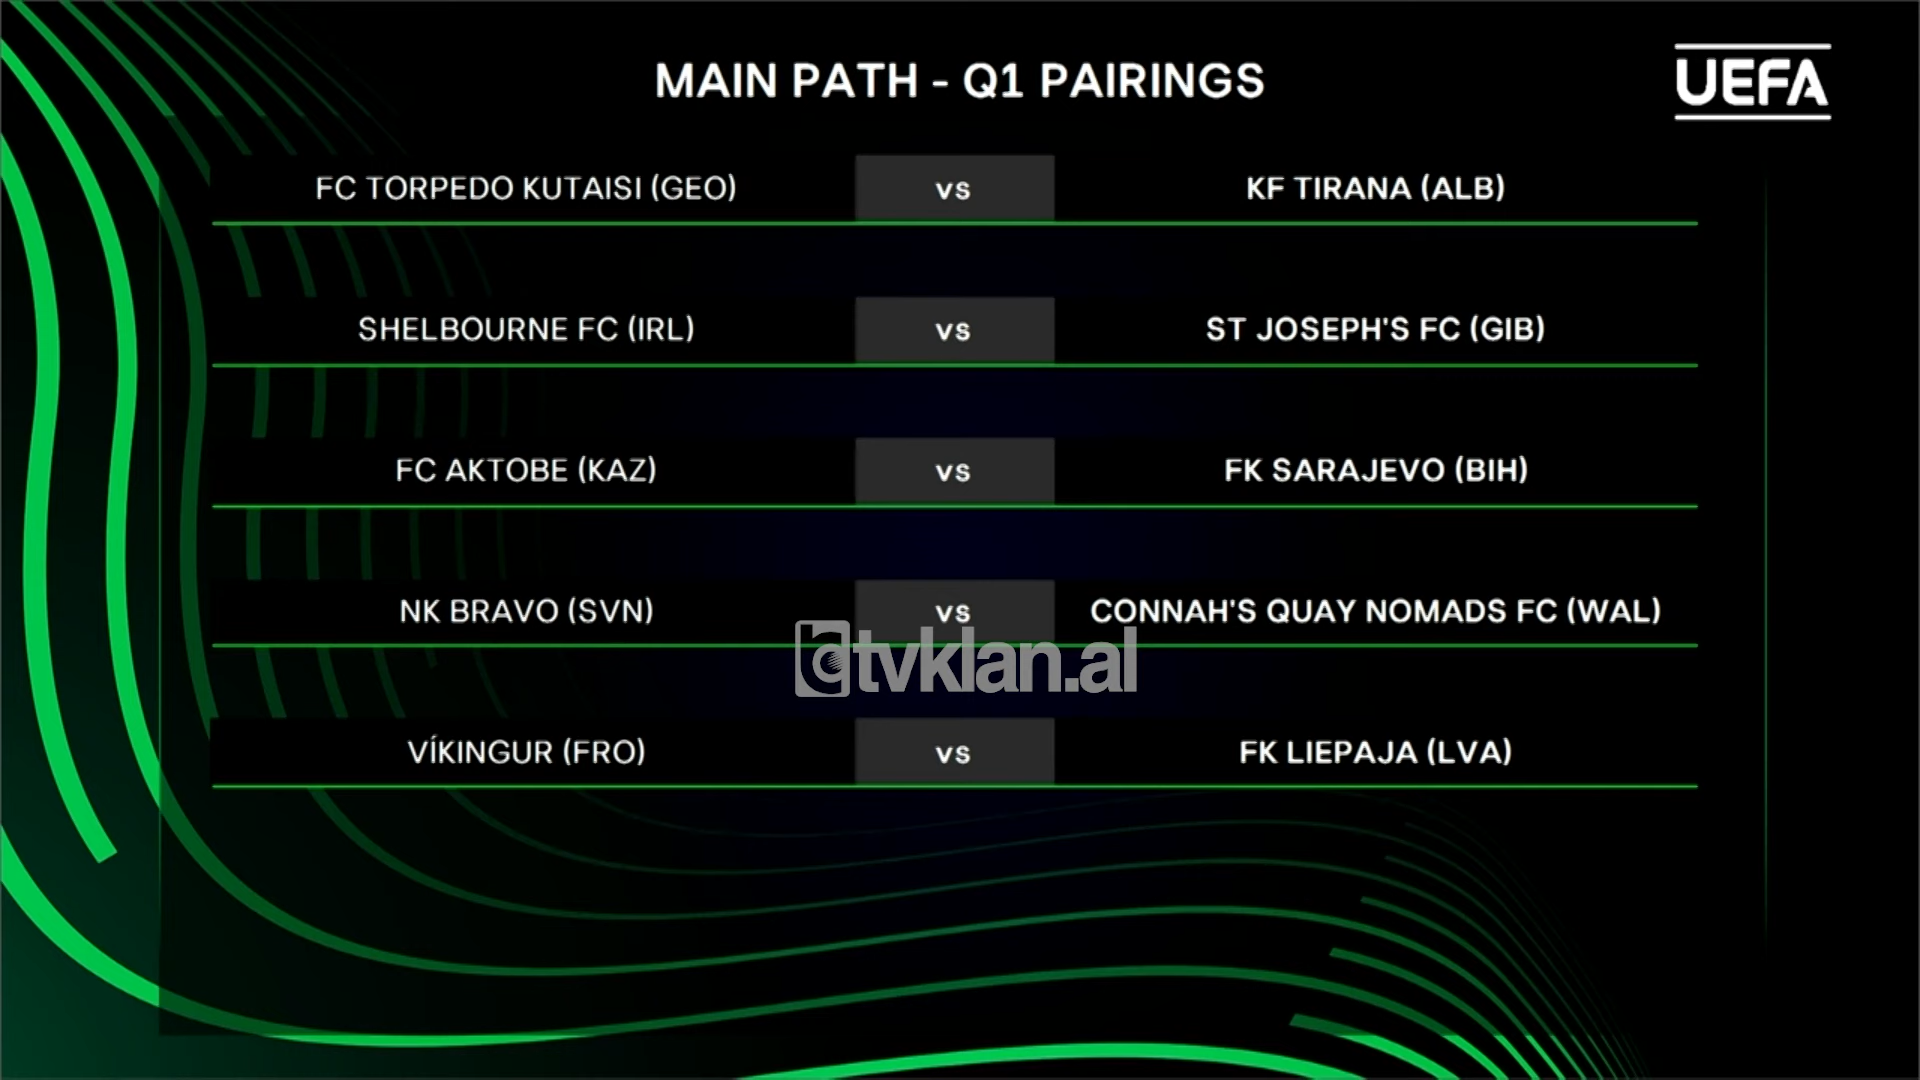 MAIN PATH - Q1 PAIRINGS
UEFA
FC TORPEDO KUTAISI (GEO) vs KF TIRANA (ALB)
SHELBOURNE FC (IRL) vs ST JOSEPH'S FC (GIB)
FC AKTOBE (KAZ) vs FK SARAJEVO (BIH)
NK BRAVO (SVN) vs CONNAH'S QUAY NOMADS FC (WAL)
tvklan.al
VÍKINGUR (FRO) vs FK LIEPAJA (LVA)